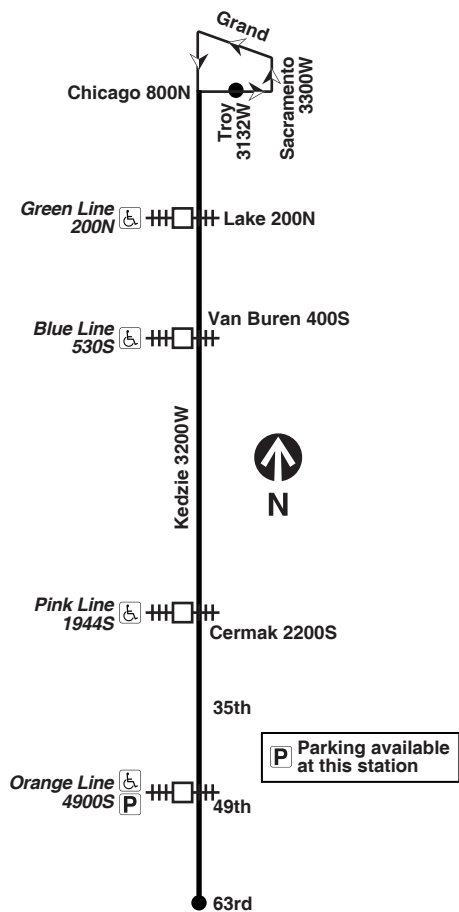 Grand
Chicago 800N
Troy
3132W
Sacramento
3300W
Green Line
200N
Lake 200N
Van Buren 400S
Blue Line
530S
Kedzie 3200W
N
Pink Line
1944S
Cermak 2200S
35th
P Parking available
at this station
Orange Line
4900S
P
49th
63rd